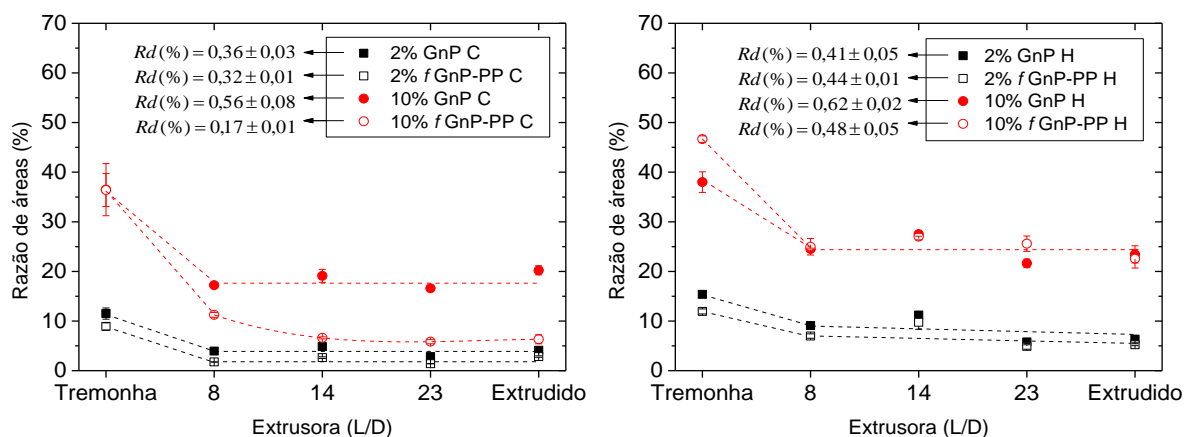 70
60
50
40
30
20
10
0
Razão de áreas (%)
Rd(%) = 0,36 ± 0,03
Rd(%) = 0,32 ± 0,01
Rd(%) = 0,56 ± 0,08
Rd(%) = 0,17 ± 0,01
2% GnP C
2% f GnP-PP C
10% GnP C
10% f GnP-PP C
Tremonha 8 14 23 Extrudido
Extrusora (L/D)
70
60
50
40
30
20
10
0
Razão de áreas (%)
Rd(%) = 0,41 ± 0,05
Rd(%) = 0,44 ± 0,01
Rd(%) = 0,62 ± 0,02
Rd(%) = 0,48 ± 0,05
2% GnP H
2% f GnP-PP H
10% GnP H
10% f GnP-PP H
Tremonha 8 14 23 Extrudido
Extrusora (L/D)